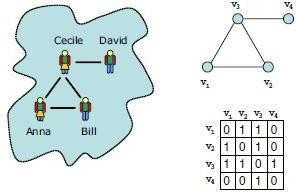 Cecile David
Anna Bill
v3 v4
v1 v2
v1 v2 v3 v4
v1 0 1 1 0
v2 1 0 1 0
v3 1 1 0 1
v4 0 0 1 0